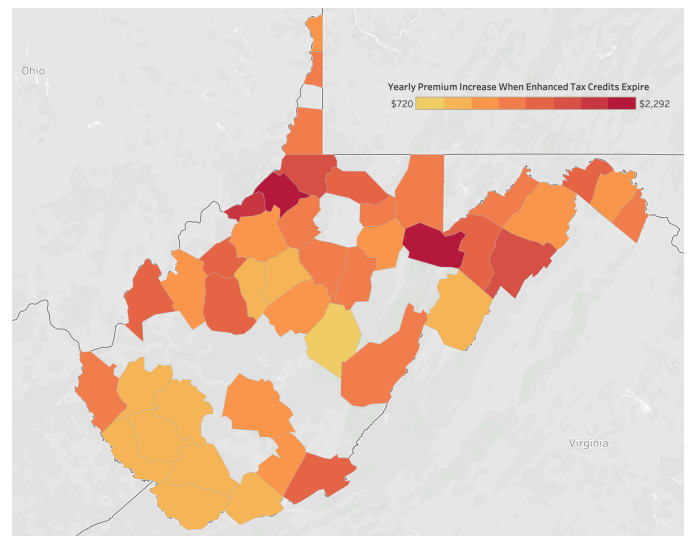 Ohio
Yearly Premium Increase When Enhanced Tax Credits Expire
$720 $2,292
Virginia